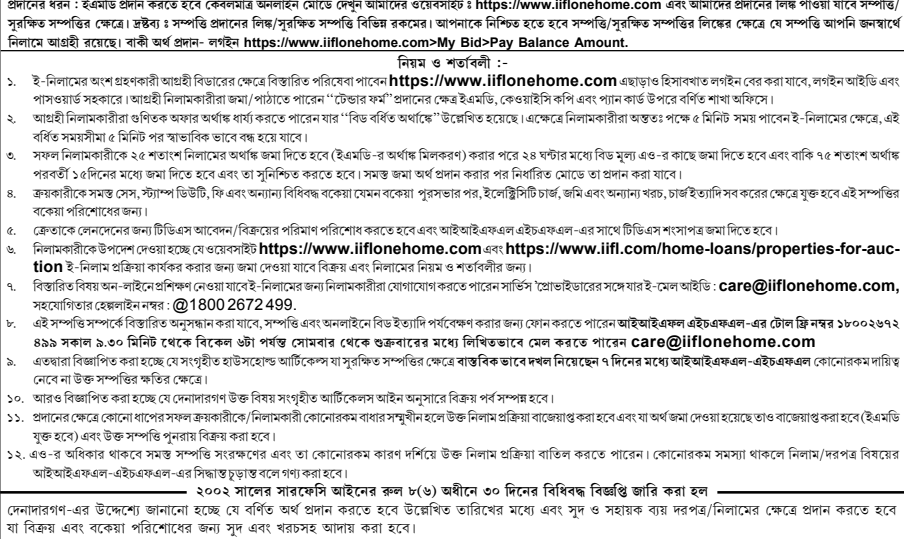 প্রদানের ধরন : ইএমডি প্রদান করতে হবে কেবলমাত্র অনলাইন মোডে দেখুন আমাদের ওয়েবসাইট ঃ https://www.iiflonehome.com এবং আমাদের প্রদানের লিঙ্ক পাওয়া যাবে সম্পত্তি/
সুরক্ষিত সম্পত্তির ক্ষেত্রে। দ্রষ্টব্য ঃ সম্পত্তি প্রদানের লিঙ্ক/সুরক্ষিত সম্পত্তি বিভিন্ন রকমের। আপনাকে নিশ্চিত হতে হবে সম্পত্তি/সুরক্ষিত সম্পত্তির লিঙ্কের ক্ষেত্রে যে সম্পত্তি আপনি জনস্বার্থে
নিলামে আগ্রহী রয়েছে। বাকী অর্থ প্রদান- লগইন https://www.iiflonehome.com>My Bid>Pay Balance Amount.
নিয়ম ও শর্তাবলী :-
১. ই-নিলামের অংশ গ্রহণকারী আগ্রহী বিডারের ক্ষেত্রে বিস্তারিত পরিষেবা পাবেন https://www.iiflonehome.com এছাড়াও হিসাবখাত লগইন বের করা যাবে, লগইন আইডি এবং
পাসওয়ার্ড সহকারে। আগ্রহী নিলামকারীরা জমা/পাঠাতে পারেন ''টেন্ডার ফর্ম'' প্রদানের ক্ষেত্র ইএমডি, কেওয়াইসি কপি এবং প্যান কার্ড উপরে বর্ণিত শাখা অফিসে।
২. আগ্রহী নিলামকারীরা গুণিতক অফার অর্থাঙ্ক ধার্য্য করতে পারেন যার ''বিড বর্ধিত অর্থাঙ্কে'' উল্লেখিত হয়েছে। এক্ষেত্রে নিলামকারীরা অন্ততঃ পক্ষে ৫ মিনিট সময় পাবেন ই-নিলামের ক্ষেত্রে, এই
বর্ধিত সময়সীমা ৫ মিনিট পর স্বাভাবিক ভাবে বন্ধ হয়ে যাবে।
৩. সফল নিলামকারীকে ২৫ শতাংশ নিলামের অর্থাঙ্ক জমা দিতে হবে (ইএমডি-র অর্থাঙ্ক মিলকরণ) করার পরে ২৪ ঘন্টার মধ্যে বিড মূল্য এও-র কাছে জমা দিতে হবে এবং বাকি ৭৫ শতাংশ অর্থাঙ্ক
পরবর্তী ১৫দিনের মধ্যে জমা দিতে হবে এবং তা সুনিশ্চিত করতে হবে। সমস্ত জমা অর্থ প্রদান করার পর নির্ধারিত মোডে তা প্রদান করা যাবে।
৪. ক্রয়কারীকে সমস্ত সেস, স্ট্যাম্প ডিউটি, ফি এবং অন্যান্য বিধিবদ্ধ বকেয়া যেমন বকেয়া পুরসভার পর, ইলেক্ট্রিসিটি চার্জ, জমি এবং অন্যান্য খরচ, চার্জ ইত্যাদি সব করের ক্ষেত্রে যুক্ত হবে এই সম্পত্তির
বকেয়া পরিশোধের জন্য।
৫. ক্রেতাকে লেনদেনের জন্য টিডিএস আবেদন/বিক্রয়ের পরিমাণ পরিশোধ করতে হবে এবং আইআইএফএল এইচএফএল-এর সাথে টিডিএস শংসাপত্র জমা দিতে হবে।
৬. নিলামকারীকে উপদেশ দেওয়া হচ্ছে যে ওয়েবসাইট https://www.iiflonehome.com এবং https://www.iifl.com/home-loans/properties-for-auc-
tion ই-নিলাম প্রক্রিয়া কার্যকর করার জন্য জমা দেওয়া যাবে বিক্রয় এবং নিলামের নিয়ম ও শর্তাবলীর জন্য।
৭. বিস্তারিত বিষয় অন-লাইনে প্রশিক্ষণ নেওয়া যাবে ই-নিলামের জন্য নিলামকারীরা যোগাযোগ করতে পারেন সার্ভিস 'প্রোভাইডারের সঙ্গে যার ই-মেল আইডি : care@iiflonehome.com,
সহযোগিতার হেল্পলাইন নম্বর : @1800 2672 499.
৮. এই সম্পত্তি সম্পর্কে বিস্তারিত অনুসন্ধান করা যাবে, সম্পত্তি এবং অনলাইনে বিড ইত্যাদি পর্যবেক্ষণ করার জন্য ফোন করতে পারেন আইআইএফল এইচএফএল-এর টোল ফ্রি নম্বর ১৮০০২৬৭২
৪৯৯ সকাল ৯.৩০ মিনিট থেকে বিকেল ৬টা পর্যন্ত সোমবার থেকে শুক্রবারের মধ্যে লিখিতভাবে মেল করতে পারেন care@iiflonehome.com
৯. এতদ্বারা বিজ্ঞাপিত করা হচ্ছে যে সংগৃহীত হাউসহোল্ড আর্টিকেল্স যা সুরক্ষিত সম্পত্তির ক্ষেত্রে বাস্তবিক ভাবে দখল নিয়েছেন ৭ দিনের মধ্যে আইআইএফএল-এইচএফএল কোনোরকম দায়িত্ব
নেবে না উক্ত সম্পত্তির ক্ষতির ক্ষেত্রে।
১০. আরও বিজ্ঞাপিত করা হচ্ছে যে দেনাদারগণ উক্ত বিষয় সংগৃহীত আর্টিকেলস আইন অনুসারে বিক্রয় পর্ব সম্পন্ন হবে।
১১. প্রদানের ক্ষেত্রে কোনো ধাপের সফল ক্রয়কারীকে/নিলামকারী কোনোরকম বাধার সম্মুখীন হলে উক্ত নিলাম প্রক্রিয়া বাজেয়াপ্ত করা হবে এবং যা অর্থ জমা দেওয়া হয়েছে তাও বাজেয়াপ্ত করা হবে (ইএমডি
যুক্ত হবে) এবং উক্ত সম্পত্তি পুনরায় বিক্রয় করা হবে।
১২. এও-র অধিকার থাকবে সমস্ত সম্পত্তি সংরক্ষণের এবং তা কোনোরকম কারণ দর্শিয়ে উক্ত নিলাম প্রক্রিয়া বাতিল করতে পারেন। কোনোরকম সমস্যা থাকলে নিলাম/দরপত্র বিষয়ের
আইআইএফএল-এইচএফএল-এর সিদ্ধান্ত চূড়ান্ত বলে গণ্য করা হবে।
২০০২ সালের সারফেসি আইনের রুল ৮(৬) অধীনে ৩০ দিনের বিধিবদ্ধ বিজ্ঞপ্তি জারি করা হল
দেনাদারগণ-এর উদ্দেশ্যে জানানো হচ্ছে যে বর্ণিত অর্থ প্রদান করতে হবে উল্লেখিত তারিখের মধ্যে এবং সুদ ও সহায়ক ব্যয় দরপত্র/নিলামের ক্ষেত্রে প্রদান করতে হবে
যা বিক্রয় এবং বকেয়া পরিশোধের জন্য সুদ এবং খরচসহ আদায় করা হবে।